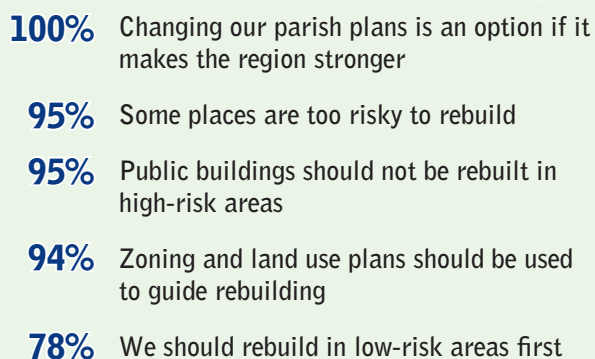 100% Changing our parish plans is an option if it
makes the region stronger
95% Some places are too risky to rebuild
95% Public buildings should not be rebuilt in
high-risk areas
94% Zoning and land use plans should be used
to guide rebuilding
78% We should rebuild in low-risk areas first